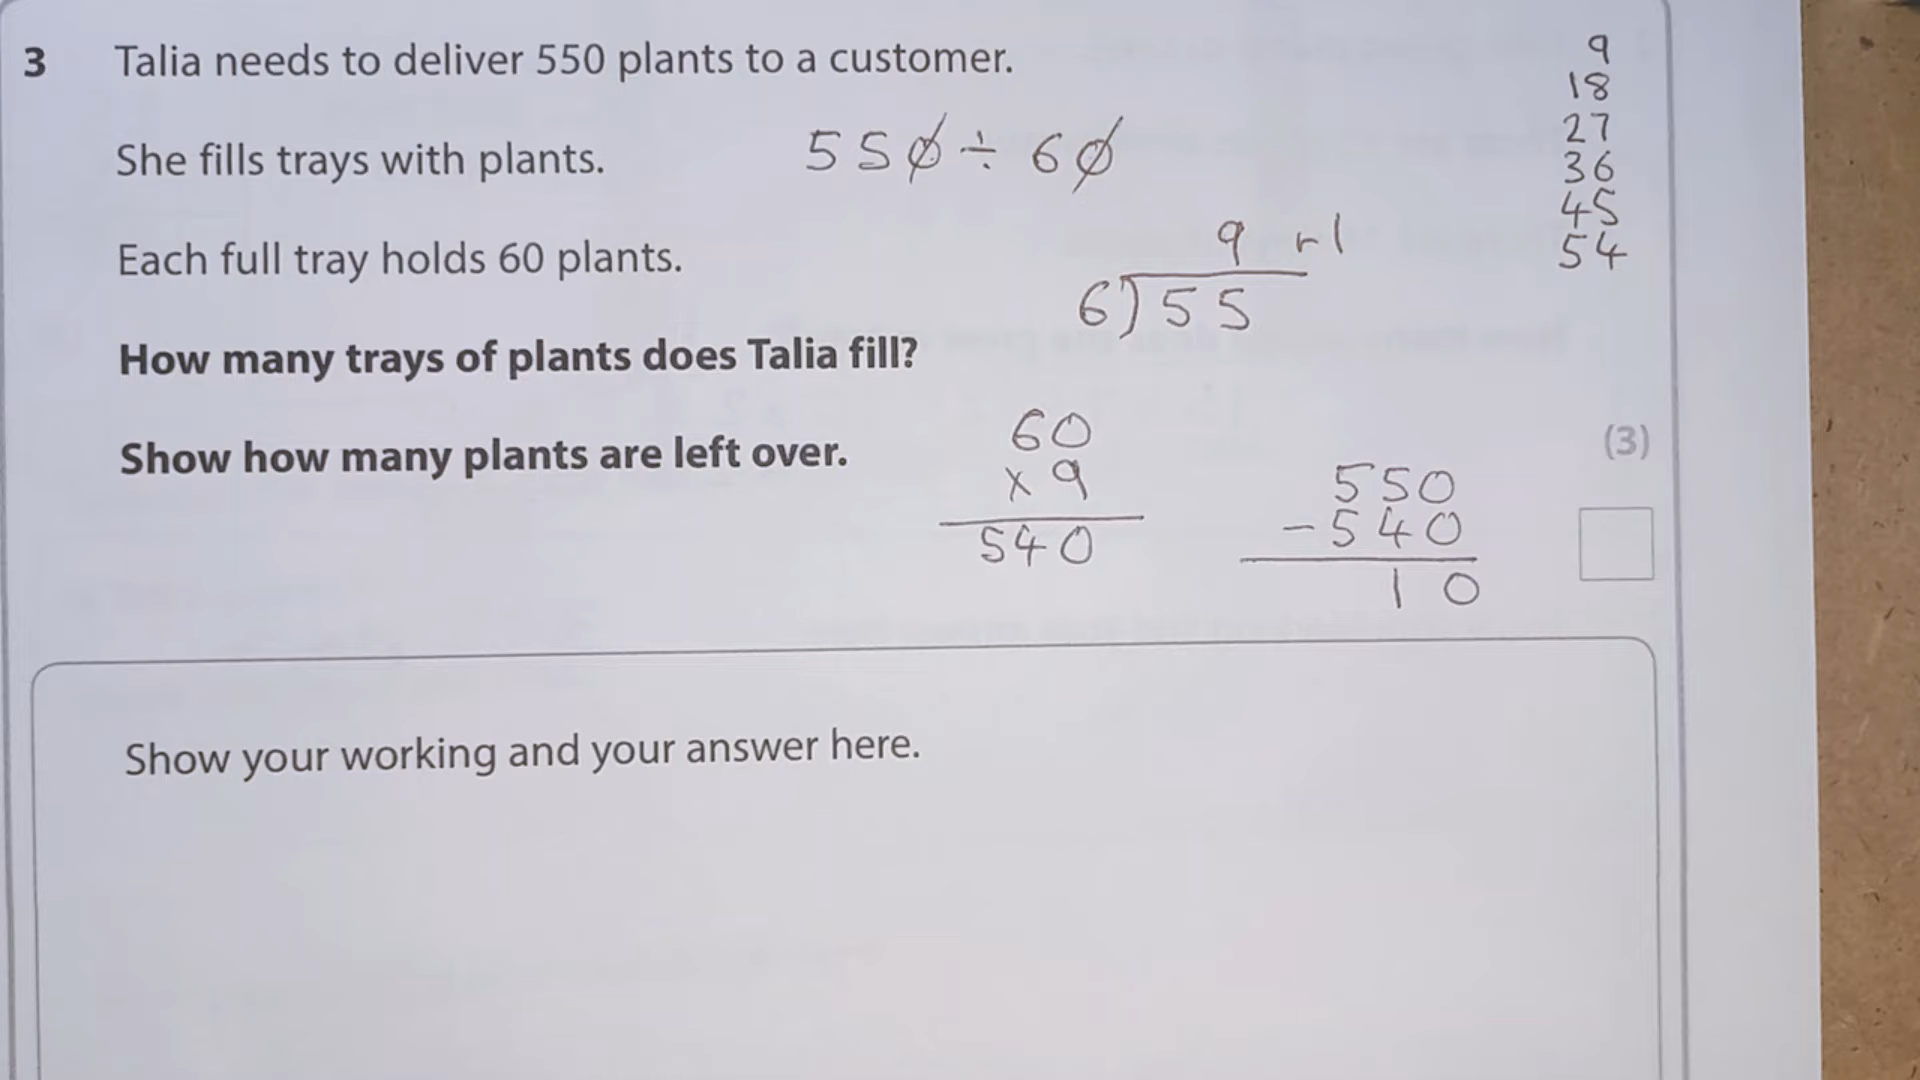 3 Talia needs to deliver 550 plants to a customer.
She fills trays with plants.
550 ÷ 60
Each full tray holds 60 plants.
9 r1
6)55
How many trays of plants does Talia fill?
Show how many plants are left over.
(3)
60
x 9
540
550
-540
10
9
18
27
36
45
54
Show your working and your answer here.